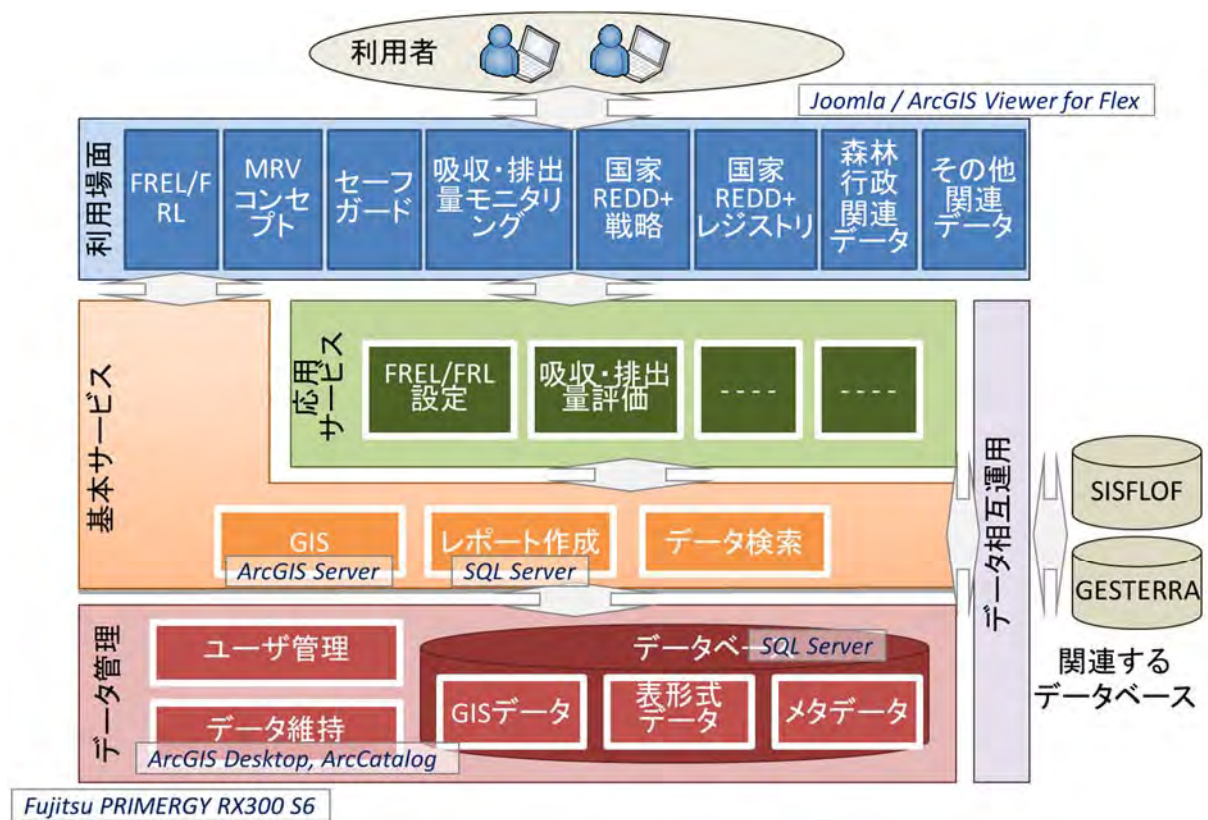 利用者
Joomla / ArcGIS Viewer for Flex
利用場面
FREL/F
RL
MRV
コンセ
プト
セーフ
ガード
吸収・排出
量モニタリ
ング
国家
REDD+
戦略
国家
REDD+
レジストリ
森林
行政
関連
データ
その他
関連
データ
基本サービス
応用
サービス
FREL/FRL
設定
吸収・排出
量評価
----
----
GIS
ArcGIS Server
レポート作成
SQL Server
データ検索
データ相互運用
SISFLOF
GESTERRA
関連する
データベース
データ管理
ユーザ管理
データ維持
ArcGIS Desktop, ArcCatalog
データベース
SQL Server
GISデータ
表形式
データ
メタデータ
Fujitsu PRIMERGY RX300 S6